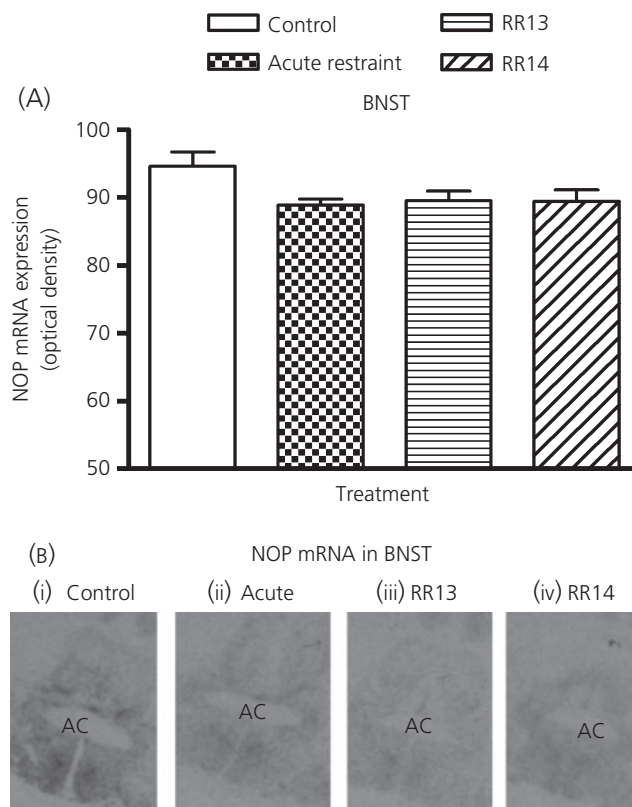 Control RR13
Acute restraint RR14
(A) BNST
NOP mRNA expression
(optical density)
100
90
80
70
60
50
Treatment
(B) NOP mRNA in BNST
(i) Control (ii) Acute (iii) RR13 (iv) RR14
AC AC AC AC